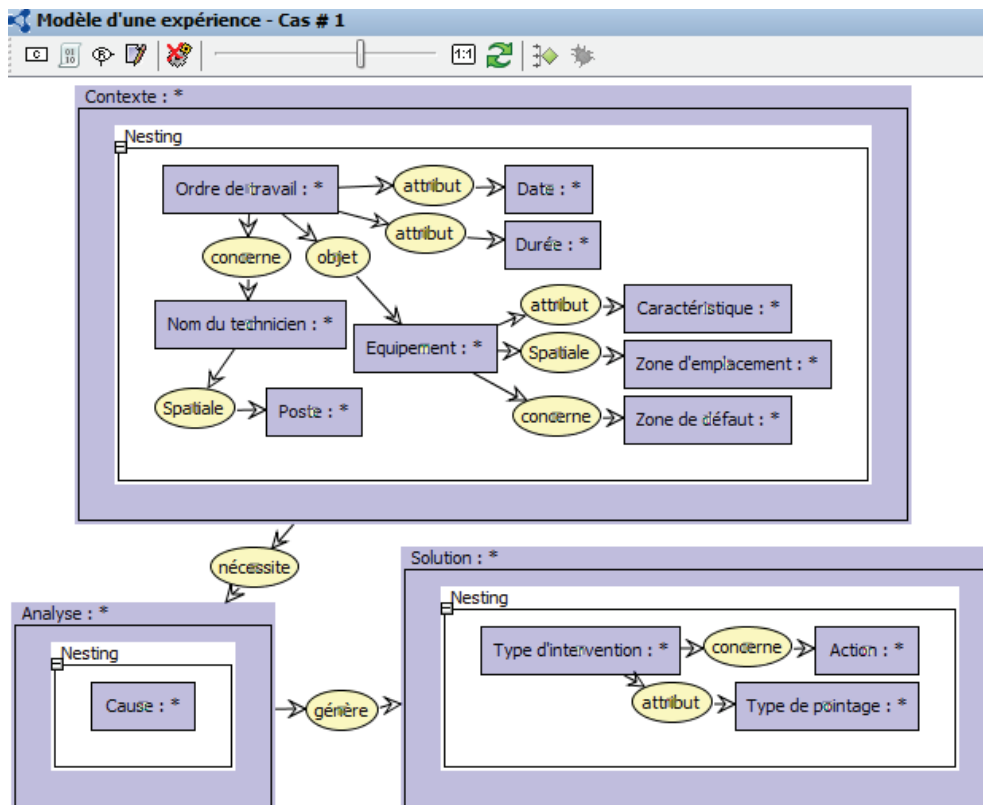 Modèle d'une expérience - Cas # 1
C
01
10
R
1:1
Contexte : *
Nesting
Ordre de travail : *
attribut
Date : *
attribut
Durée : *
concerne
objet
Nom du technicien : *
Equipement : *
attribut
Caractéristique : *
Spatiale
Zone d'emplacement : *
Spatiale
Poste : *
concerne
Zone de défaut : *
nécessite
Solution : *
Nesting
Type d'intervention : *
concerne
Action : *
attribut
Type de pointage : *
Analyse : *
Nesting
Cause : *
génère